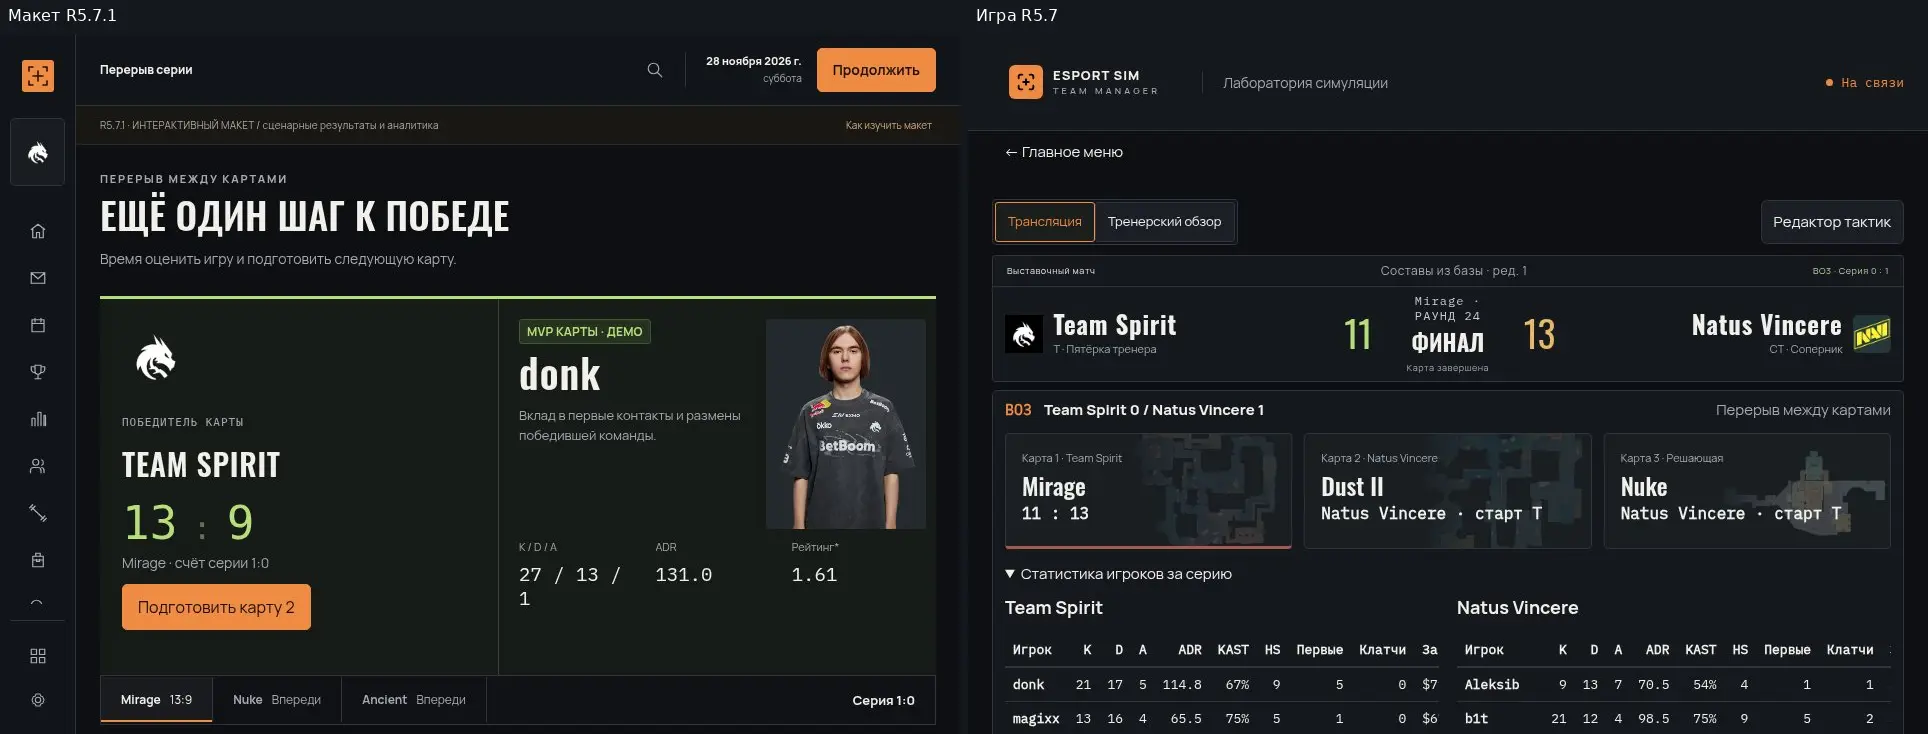 Макет R5.7.1
Перерыв серии
28 ноября 2026 г.
суббота
Продолжить
R5.7.1 · ИНТЕРАКТИВНЫЙ МАКЕТ / сценарные результаты и аналитика
Как изучить макет
ПЕРЕРЫВ МЕЖДУ КАРТАМИ
ЕЩЁ ОДИН ШАГ К ПОБЕДЕ
Время оценить игру и подготовить следующую карту.
ПОБЕДИТЕЛЬ КАРТЫ
TEAM SPIRIT
13 : 9
Mirage · счёт серии 1:0
Подготовить карту 2
MVP КАРТЫ · ДЕМО
donk
Вклад в первые контакты и размены
победившей команды.
BetBoom
K / D / A
ADR
Рейтинг*
27 / 13 /
1
131.0
1.61
Mirage 13:9
Nuke Впереди
Ancient Впереди
Серия 1:0
Игра R5.7
ESPORT SIM
TEAM MANAGER
Лаборатория симуляции
На связи
← Главное меню
Трансляция
Тренерский обзор
Редактор тактик
Выставочный матч
Составы из базы · ред. 1
BO3 · Серия 0 : 1
Team Spirit
T · Пятёрка тренера
11
Mirage ·
РАУНД 24
ФИНАЛ
Карта завершена
13
Natus Vincere
CT · Соперник
BO3 Team Spirit 0 / Natus Vincere 1
Перерыв между картами
Карта 1 · Team Spirit
Mirage
11 : 13
Карта 2 · Natus Vincere
Dust II
Natus Vincere · старт T
Карта 3 · Решающая
Nuke
Natus Vincere · старт T
▼ Статистика игроков за серию
Team Spirit
Игрок K D A ADR KAST HS Первые Клатчи За
donk 21 17 5 114.8 67% 9 5 0 $7
magixx 13 16 4 65.5 75% 5 1 0 $6
Natus Vincere
Игрок K D A ADR KAST HS Первые Клатчи
Aleksib 9 13 7 70.5 54% 4 1 1
b1t 21 12 4 98.5 75% 9 5 2